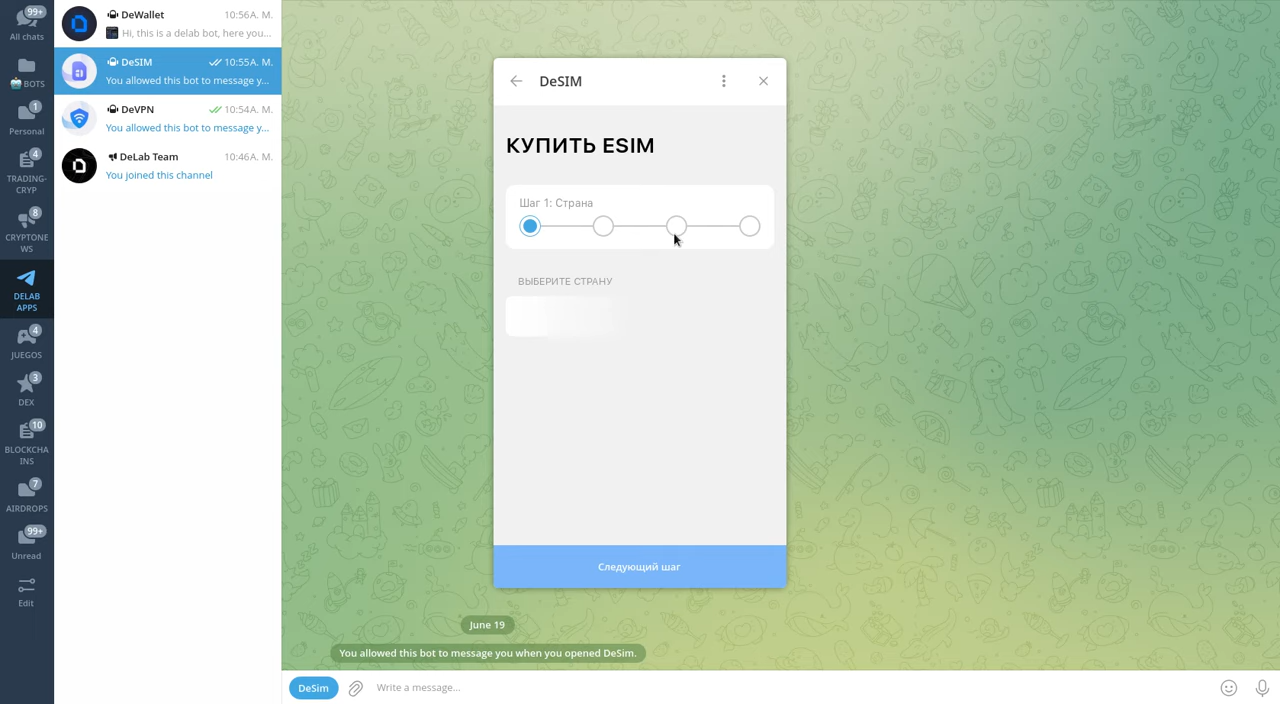 99+
All chats
BOTS
1
Personal
4
TRADING-
CRYP
8
CRYPTONE
WS
DELAB
APPS
4
JUEGOS
3
DEX
10
BLOCKCHA
INS
7
AIRDROPS
99+
Unread
Edit
DeWallet 10:56A. M.
Hi, this is a delab bot, here you...
DeSIM 10:55A. M.
You allowed this bot to message y...
DeVPN 10:54A. M.
You allowed this bot to message y...
DeLab Team 10:46A. M.
You joined this channel
DeSIM
КУПИТЬ ESIM
Шаг 1: Страна
ВЫБЕРИТЕ СТРАНУ
Следующий шаг
June 19
You allowed this bot to message you when you opened DeSim.
DeSim
Write a message...